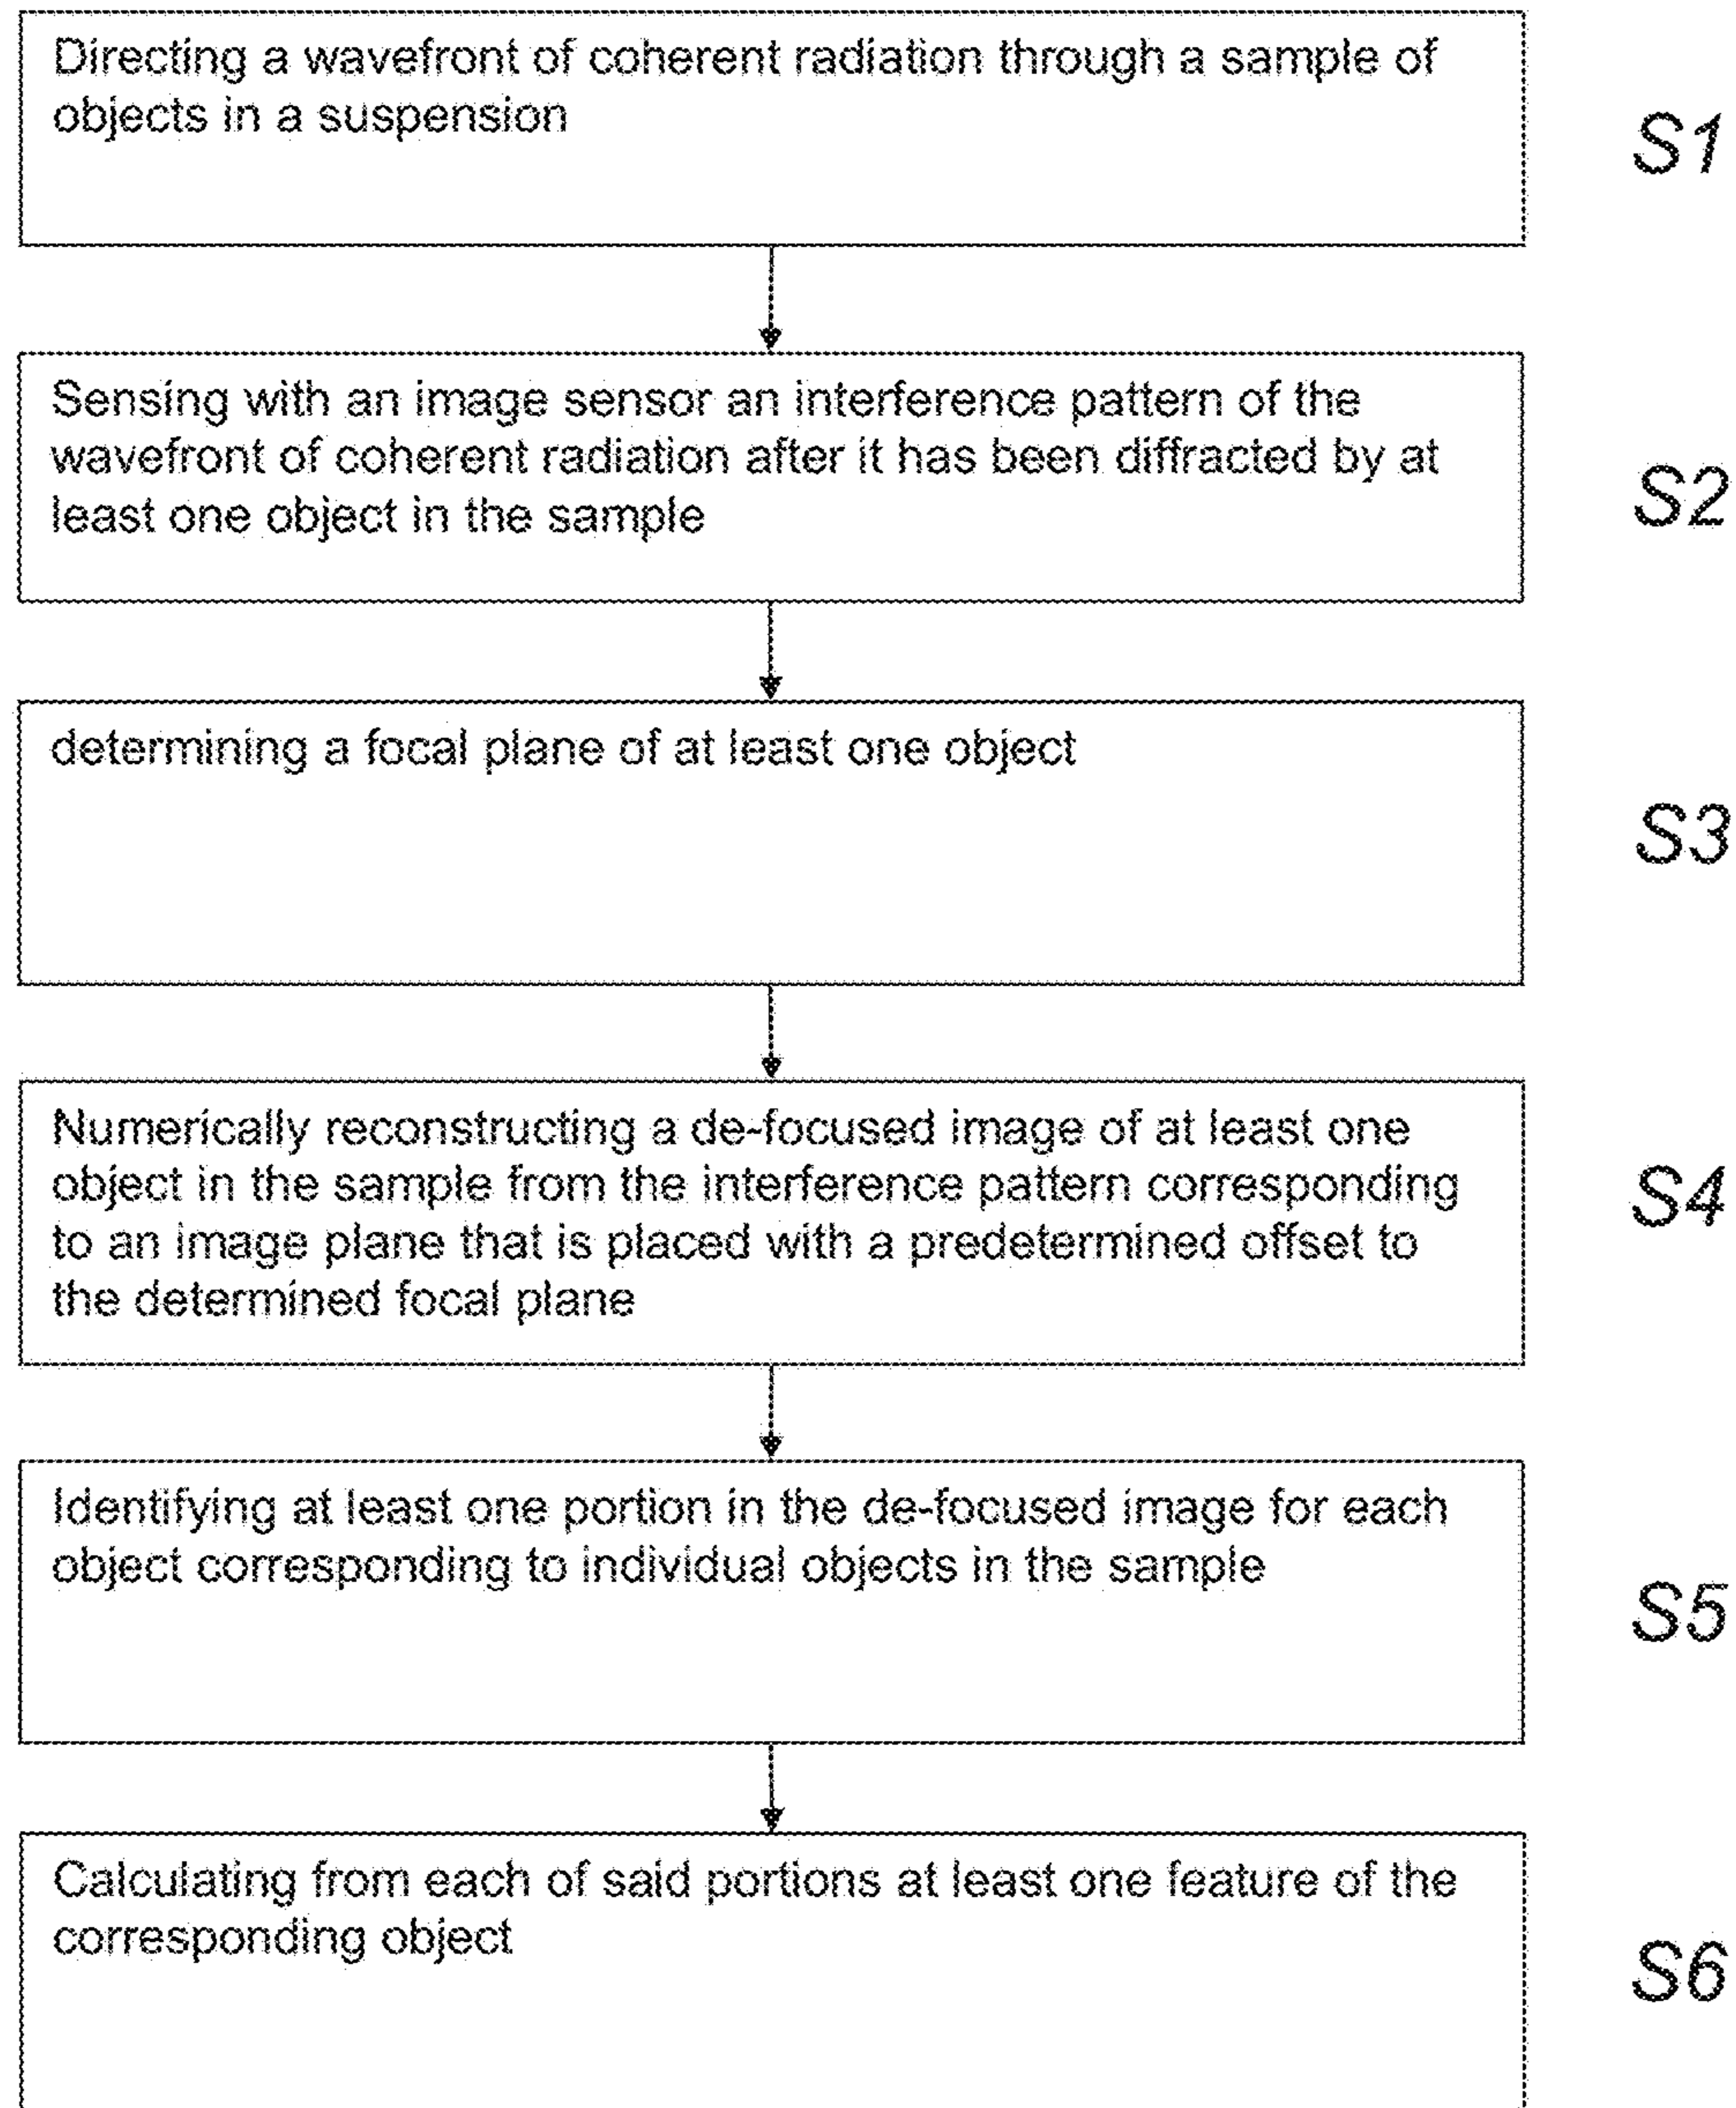 Directing a wavefront of coherent radiation through a sample of
objects in a suspension
S1
Sensing with an image sensor an interference pattern of the
wavefront of coherent radiation after it has been diffracted by at
least one object in the sample
S2
determining a focal plane of at least one object
S3
Numerically reconstructing a de-focused image of at least one
object in the sample from the interference pattern corresponding
to an image plane that is placed with a predetermined offset to
the determined focal plane
S4
Identifying at least one portion in the de-focused image for each
object corresponding to individual objects in the sample
S5
Calculating from each of said portions at least one feature of the
corresponding object
S6